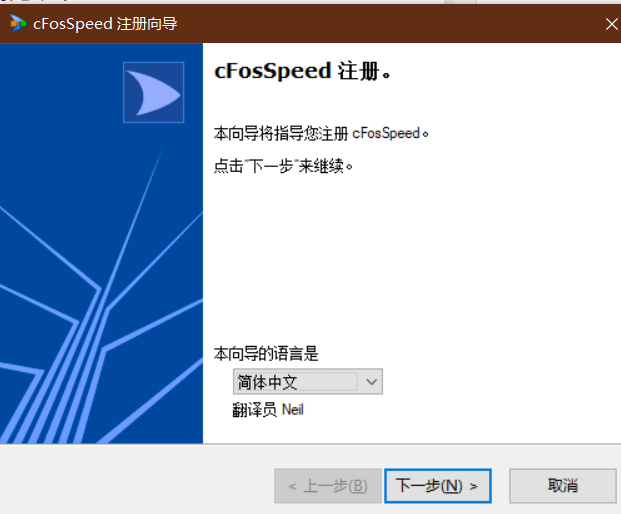 cFosSpeed 注册向导
cFosSpeed 注册。
本向导将指导您注册 cFosSpeed。
点击"下一步"来继续。
本向导的语言是
简体中文
翻译员 Neil
< 上一步(B)
下一步(N) >
取消